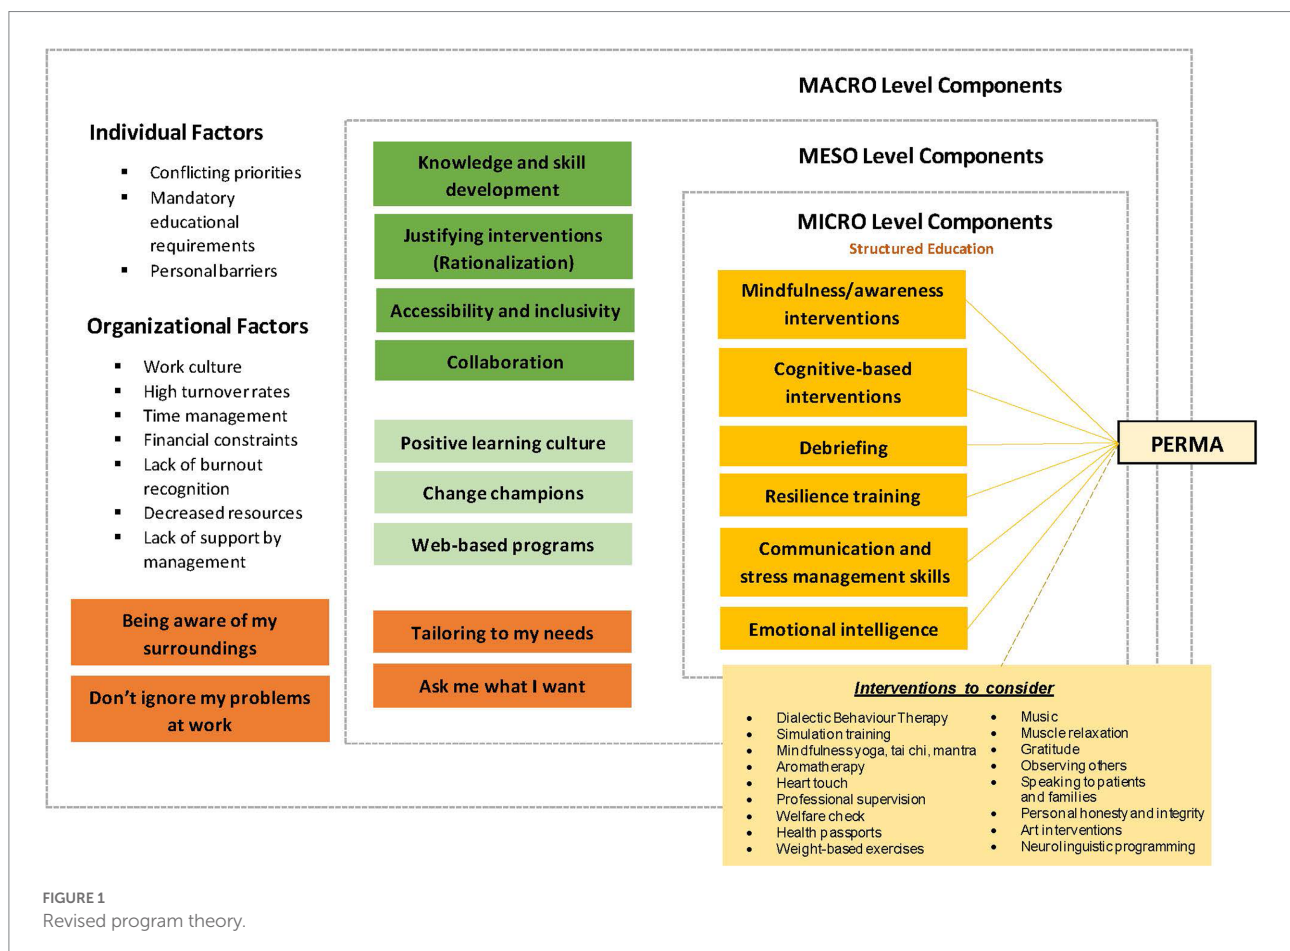 MACRO Level Components
Individual Factors
▪ Conflicting priorities
▪ Mandatory
educational
requirements
▪ Personal barriers
Organizational Factors
▪ Work culture
▪ High turnover rates
▪ Time management
▪ Financial constraints
▪ Lack of burnout
recognition
▪ Decreased resources
▪ Lack of support by
management
Being aware of my
surroundings
Don't ignore my problems
at work
MESO Level Components
Knowledge and skill
development
Justifying interventions
(Rationalization)
Accessibility and inclusivity
Collaboration
Positive learning culture
Change champions
Web-based programs
Tailoring to my needs
Ask me what I want
MICRO Level Components
Structured Education
Mindfulness/awareness
interventions
Cognitive-based
interventions
Debriefing
Resilience training
Communication and
stress management skills
Emotional intelligence
PERMA
Interventions to consider
• Dialectic Behaviour Therapy
• Simulation training
• Mindfulness yoga, tai chi, mantra
• Aromatherapy
• Heart touch
• Professional supervision
• Welfare check
• Health passports
• Weight-based exercises
• Music
• Muscle relaxation
• Gratitude
• Observing others
• Speaking to patients
and families
• Personal honesty and integrity
• Art interventions
• Neurolinguistic programming
FIGURE 1
Revised program theory.